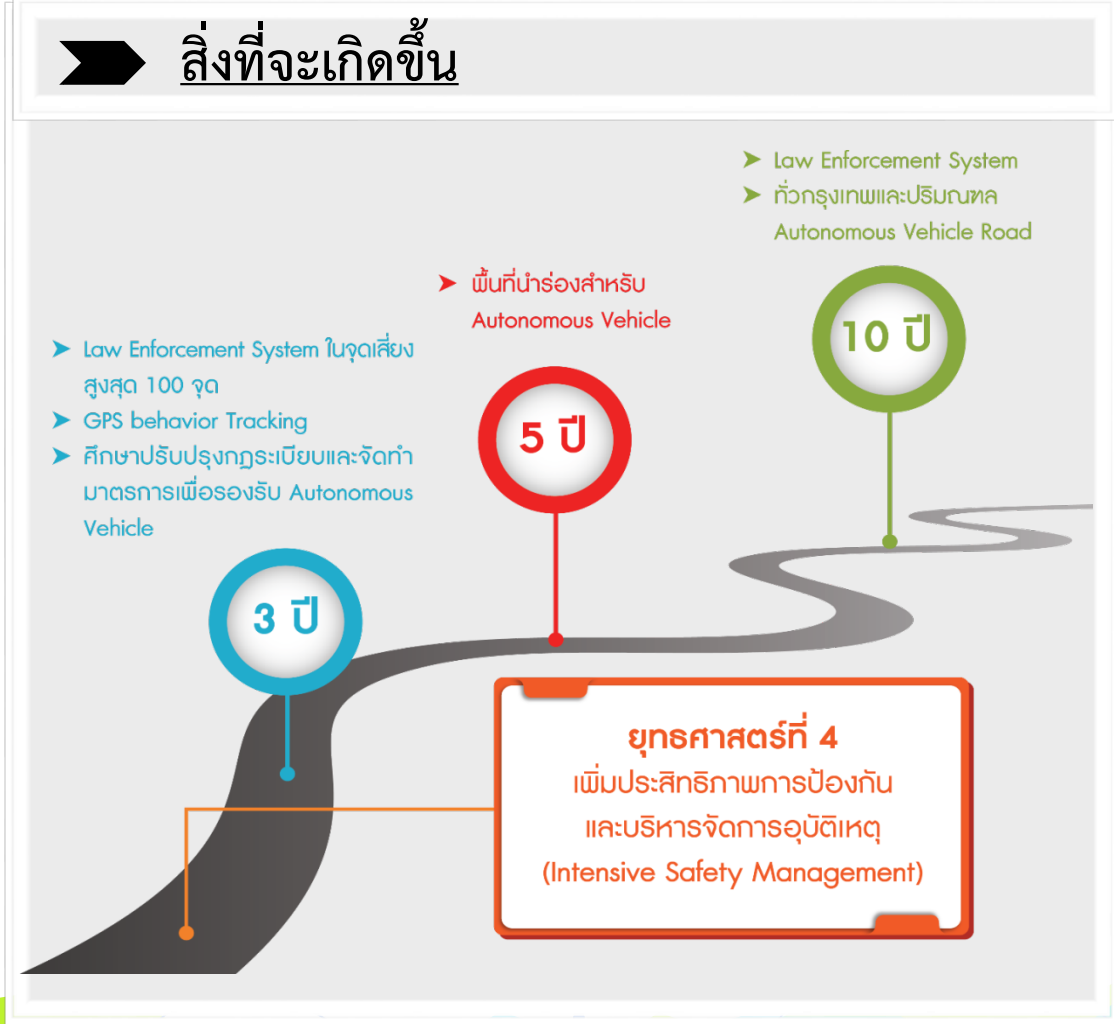 สิ่งที่จะเกิดขึ้น
➤ Law Enforcement System
➤ ทั่วกรุงเทพและปริมณฑล
Autonomous Vehicle Road
10 ปี
➤ พื้นที่นำร่องสำหรับ
Autonomous Vehicle
5 ปี
➤ Law Enforcement System ในจุดเสี่ยง
สูงสุด 100 จุด
➤ GPS behavior Tracking
➤ ศึกษาปรับปรุงกฎระเบียบและจัดทำ
มาตรการเพื่อรองรับ Autonomous
Vehicle
3 ปี
ยุทธศาสตร์ที่ 4
เพิ่มประสิทธิภาพการป้องกัน
และบริหารจัดการอุบัติเหตุ
(Intensive Safety Management)